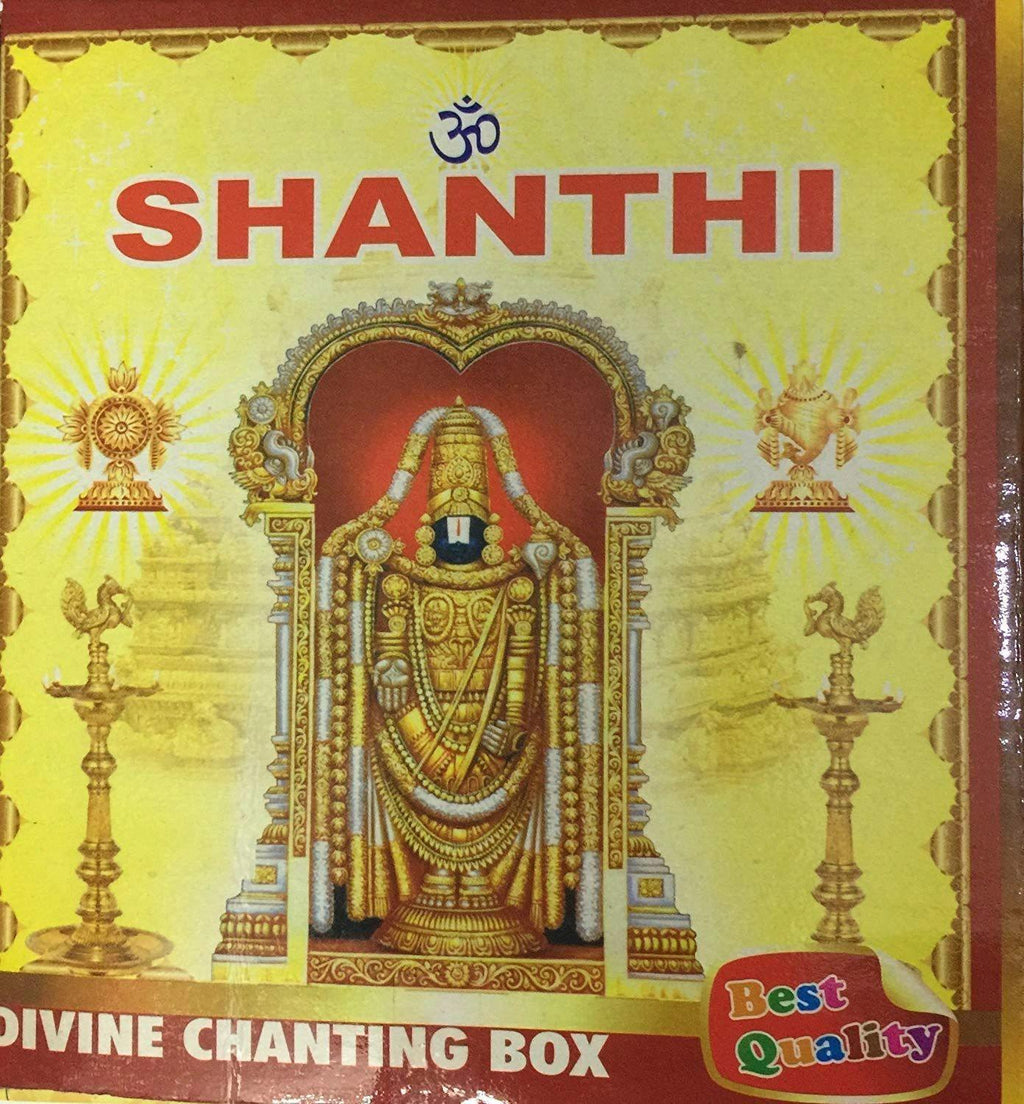 ॐ
SHANTHI
DIVINE CHANTING BOX
Best
Quality